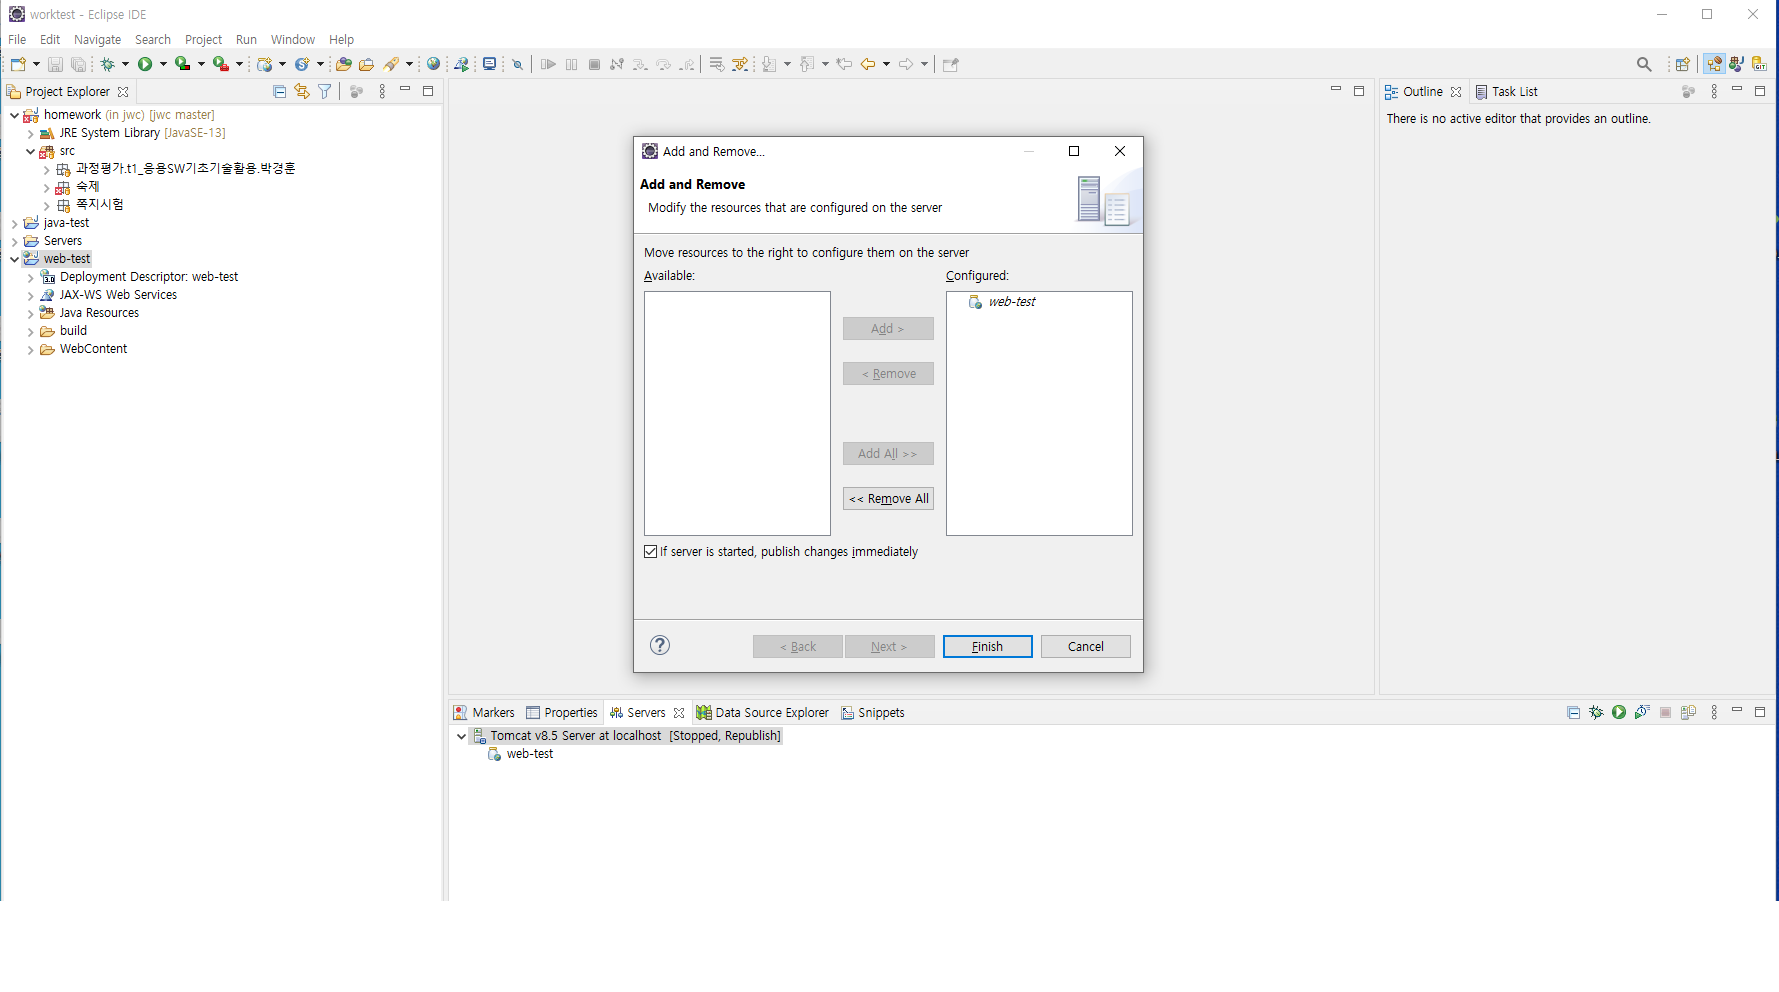 worktest - Eclipse IDE
File Edit Navigate Search Project Run Window Help
Project Explorer
homework (in jwc) [jwc master]
JRE System Library [JavaSE-13]
src
과정평가.t1_응용SW기초기술활용.박경훈
숙제
쪽지시험
java-test
Servers
web-test
3.0 Deployment Descriptor: web-test
JAX-WS Web Services
Java Resources
build
WebContent
Add and Remove...
Add and Remove
Modify the resources that are configured on the server
Move resources to the right to configure them on the server
Available: Configured:
web-test
Add >
< Remove
Add All >>
<< Remove All
If server is started, publish changes immediately
< Back Next > Finish Cancel
Outline Task List
There is no active editor that provides an outline.
Markers Properties Servers Data Source Explorer Snippets
Tomcat v8.5 Server at localhost [Stopped, Republish]
web-test